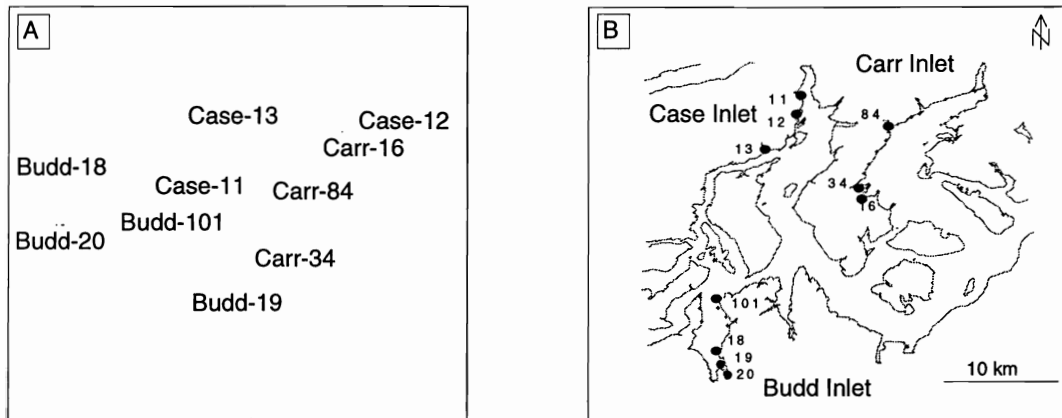 A
Case-13
Case-12
Carr-16
Budd-18
Case-11
Carr-84
Budd-101
Budd-20
Carr-34
Budd-19
B
N
Carr Inlet
11
Case Inlet
12
84
13
34
16
101
18
19
20
10 km
Budd Inlet